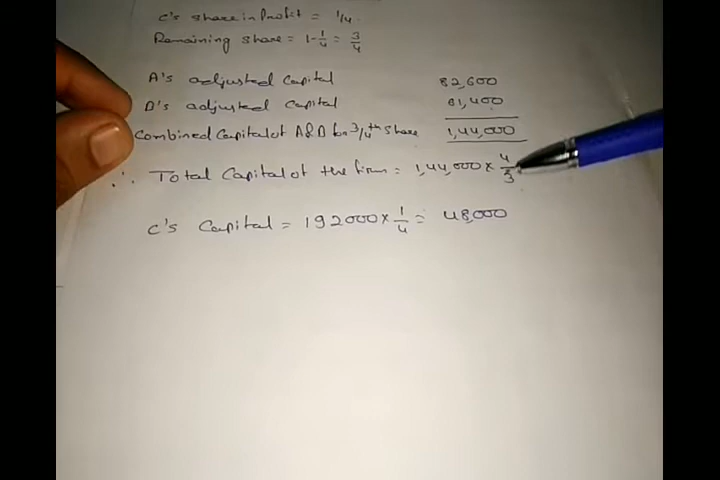 C's share in Profit = 1/4
Remaining share = 1-1/4 = 3/4
A's adjusted Capital 82,600
B's adjusted Capital 61,400
Combined Capital of A&B for 3/4th share 1,44,000
∴ Total Capital of the firm = 1,44,000 × 4/3
C's Capital = 192000 × 1/4 = 48,000